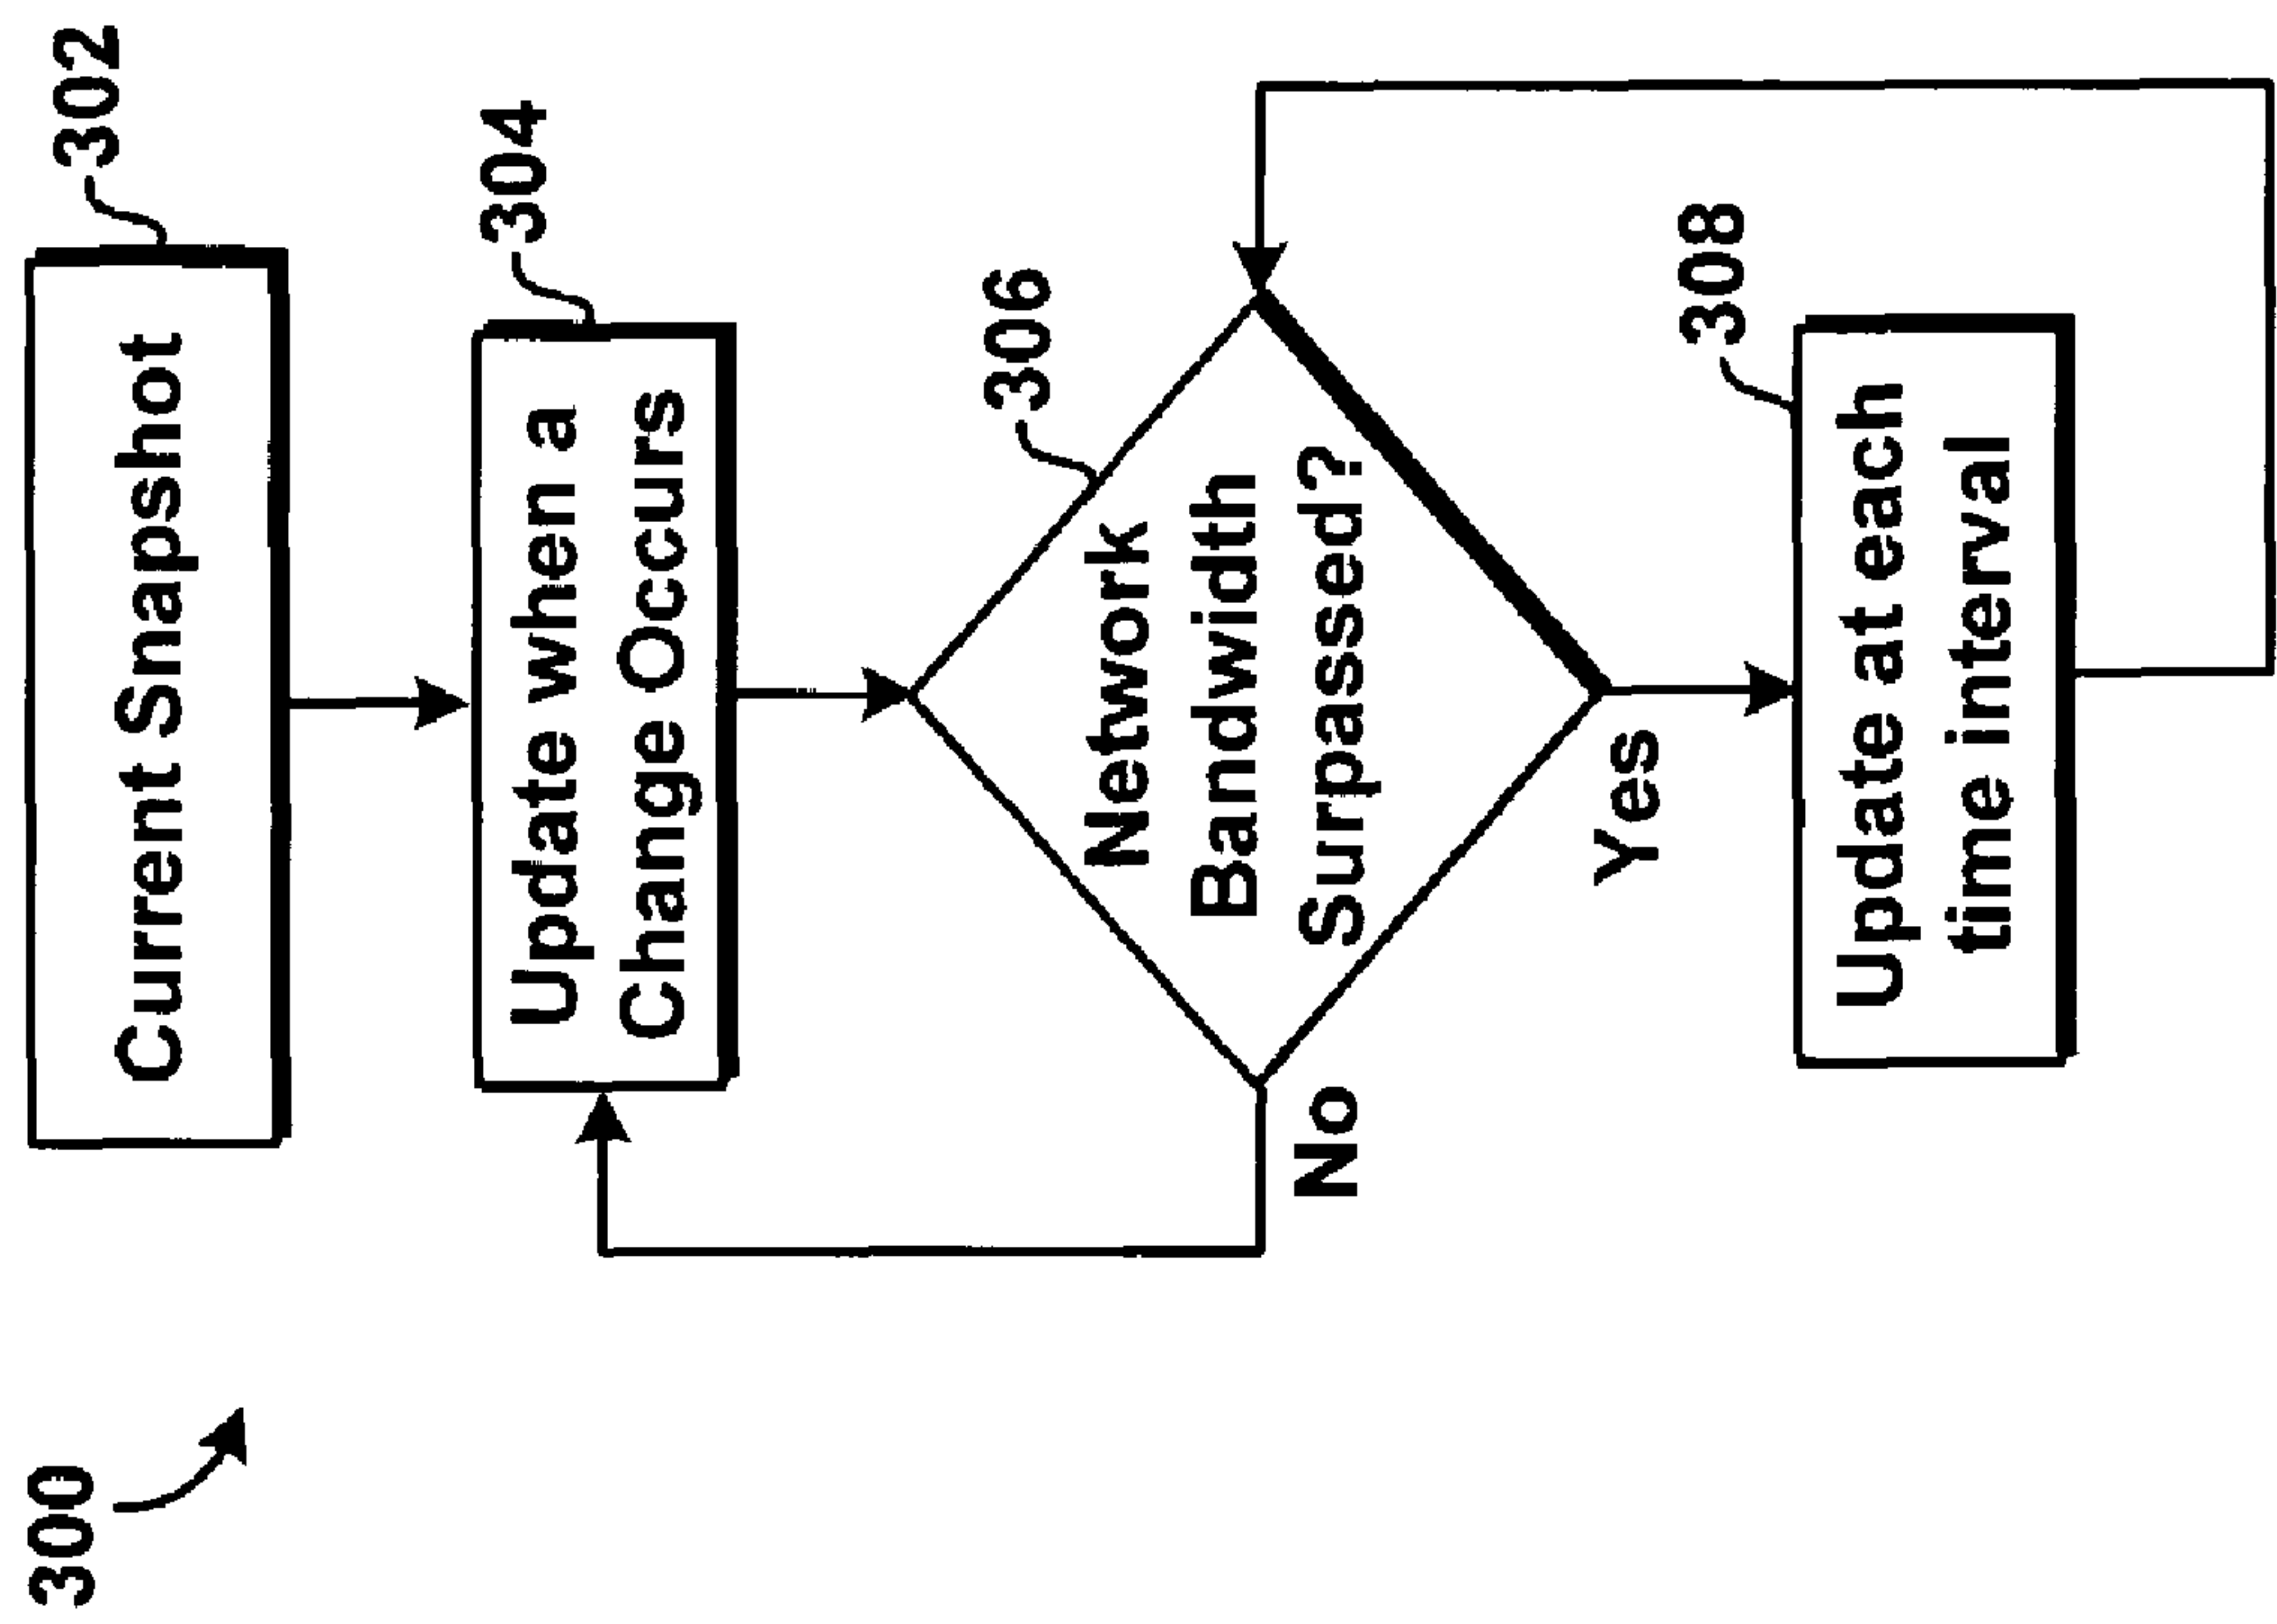 300
Current Snapshot
302
Update when a
Change Occurs
304
Network
Bandwidth
Surpassed?
306
No
Yes
Update at each
time interval
308